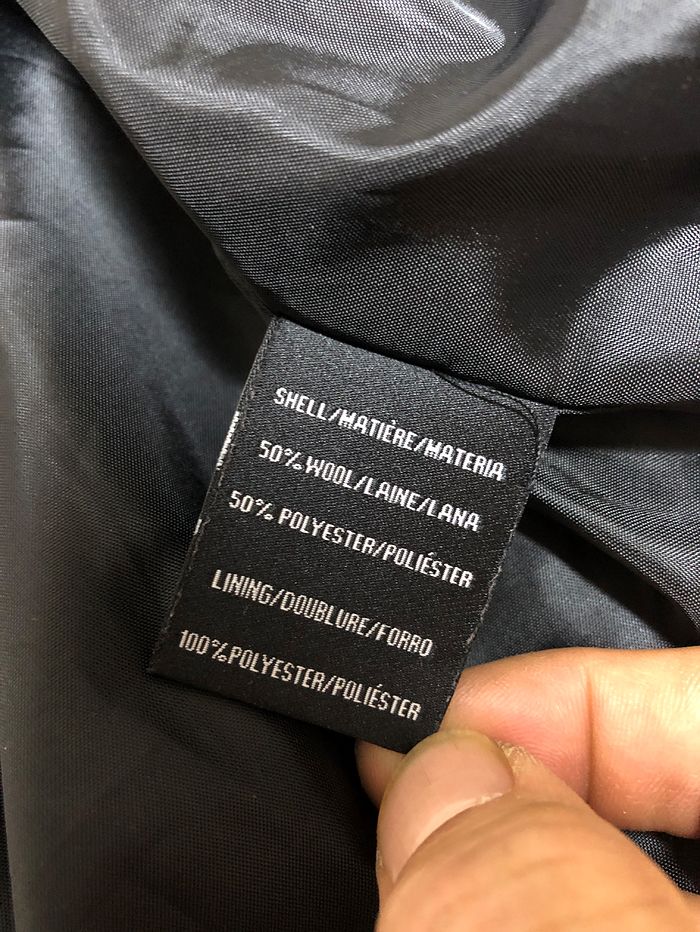 SHELL/MATIÈRE/MATERIA
50% WOOL/LAINE/LANA
50% POLYESTER/POLIÉSTER
LINING/DOUBLURE/FORRO
100% POLYESTER/POLIÉSTER